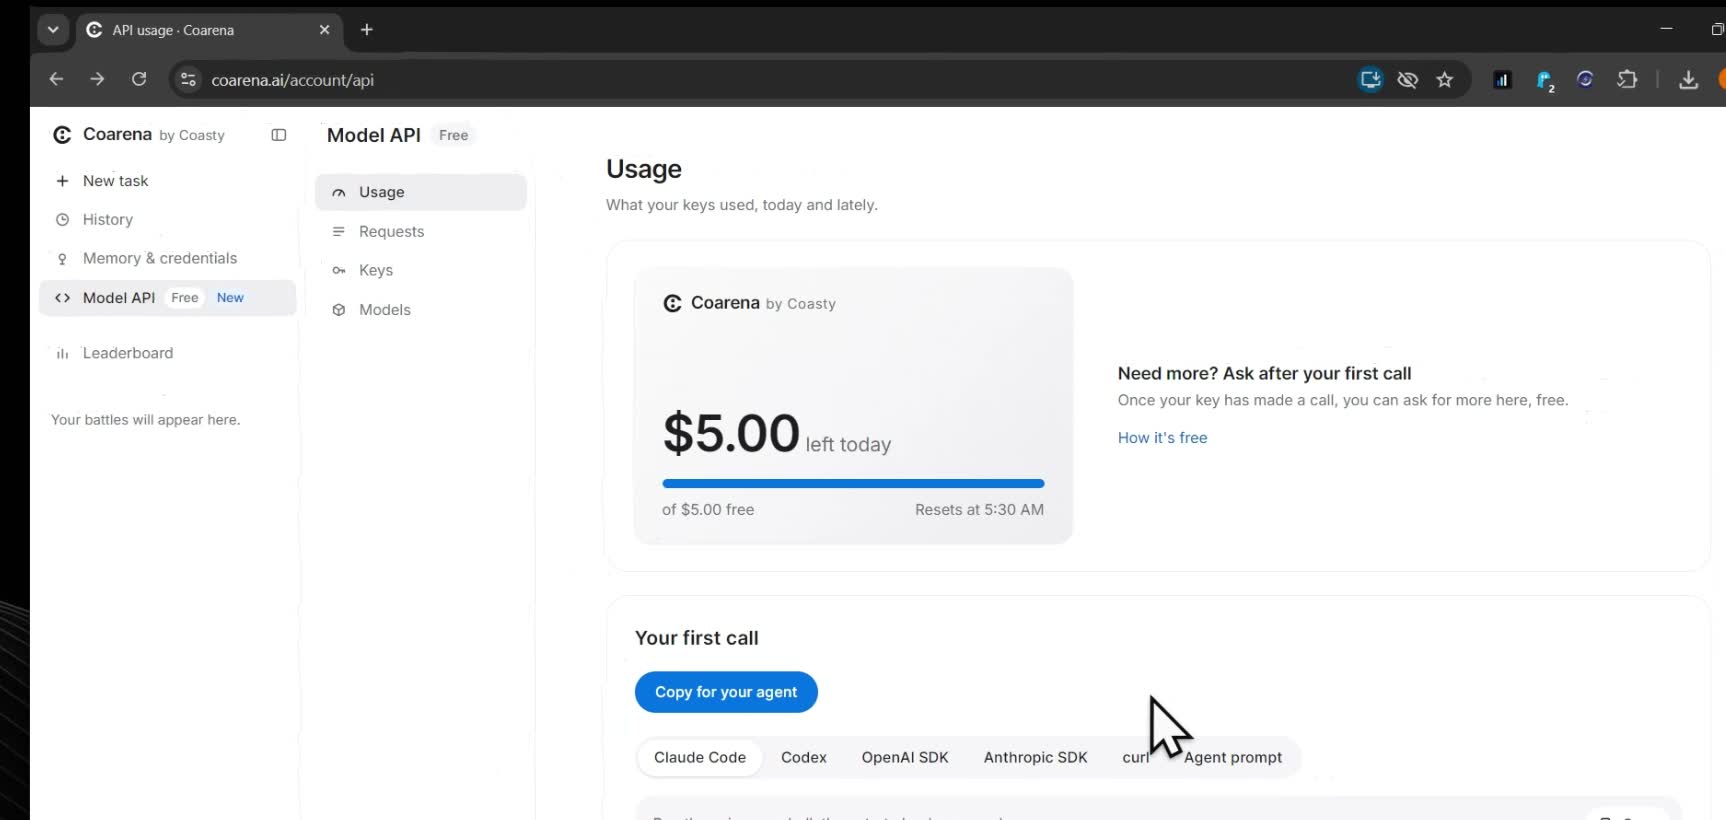 API usage · Coarena
coarena.ai/account/api
2
Coarena by Coasty
New task
History
Memory & credentials
Model API Free New
Leaderboard
Your battles will appear here.
Model API Free
Usage
Requests
Keys
Models
Usage
What your keys used, today and lately.
Coarena by Coasty
$5.00 left today
of $5.00 free Resets at 5:30 AM
Need more? Ask after your first call
Once your key has made a call, you can ask for more here, free.
How it's free
Your first call
Copy for your agent
Claude Code Codex OpenAI SDK Anthropic SDK curl Agent prompt